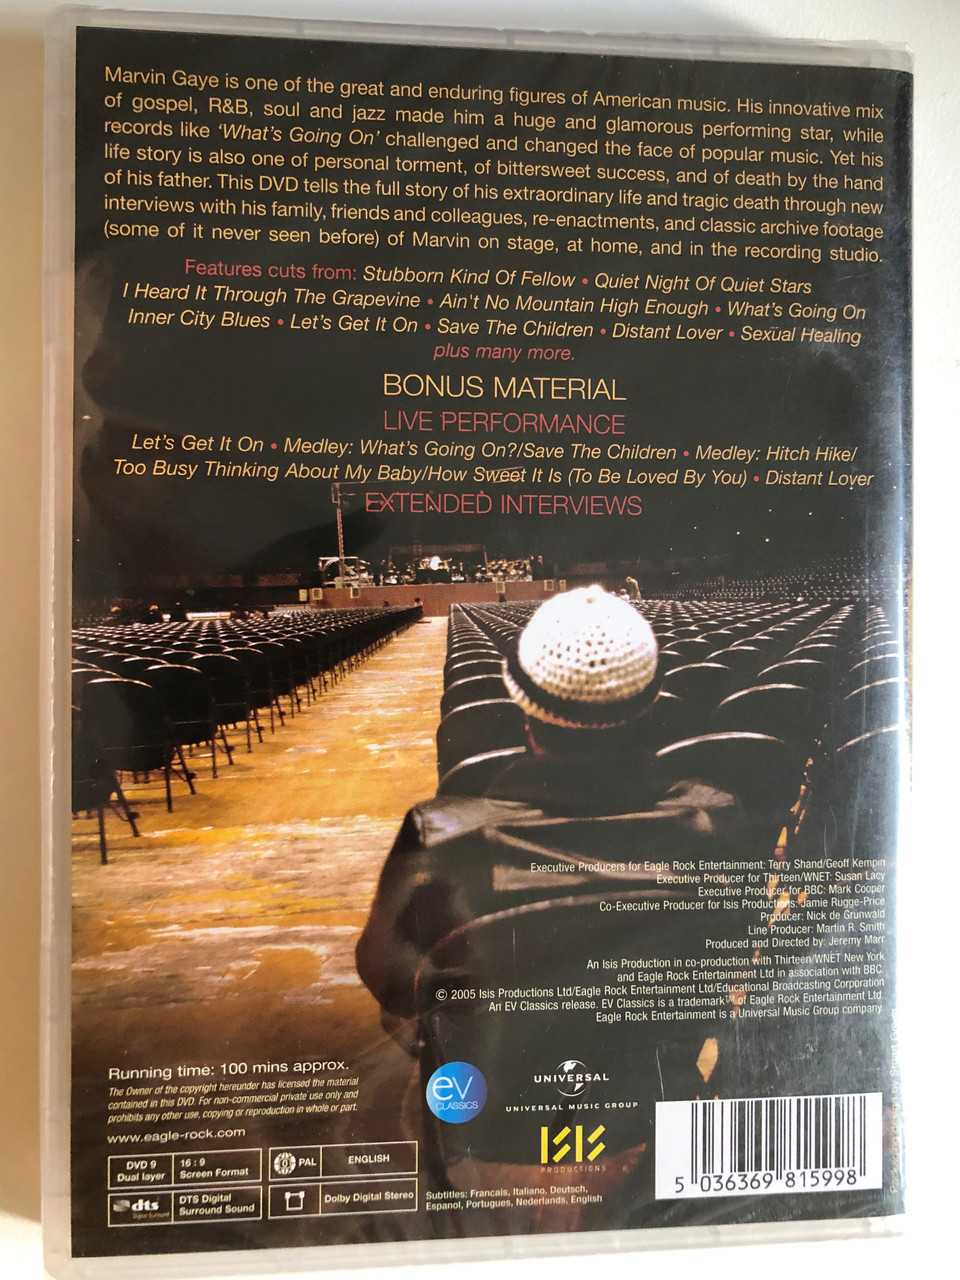 Marvin Gaye is one of the great and enduring figures of American music. His innovative mix
of gospel, R&B, soul and jazz made him a huge and glamorous performing star, while
records like ‘What's Going On’ challenged and changed the face of popular music. Yet his
life story is also one of personal torment, of bittersweet success, and of death by the hand
of his father. This DVD tells the full story of his extraordinary life and tragic death through new
interviews with his family, friends and colleagues, re-enactments, and classic archive footage
(some of it never seen before) of Marvin on stage, at home, and in the recording studio.
Features cuts from: Stubborn Kind Of Fellow • Quiet Night Of Quiet Stars
I Heard It Through The Grapevine • Ain't No Mountain High Enough • What's Going On
Inner City Blues • Let's Get It On • Save The Children • Distant Lover • Sexual Healing
plus many more.
BONUS MATERIAL
LIVE PERFORMANCE
Let's Get It On • Medley: What's Going On?/Save The Children • Medley: Hitch Hike/
Too Busy Thinking About My Baby/How Sweet It Is (To Be Loved By You) • Distant Lover
EXTENDED INTERVIEWS
Executive Producers for Eagle Rock Entertainment: Terry Shand/Geoff Kempin
Executive Producer for Thirteen/WNET: Susan Lacy
Executive Producer for BBC: Mark Cooper
Co-Executive Producer for Isis Productions: Jamie Rugge-Price
Producer: Nick de Grunwald
Line Producer: Martin R. Smith
Produced and Directed by: Jeremy Marr
An Isis Production in co-production with Thirteen/WNET New York
and Eagle Rock Entertainment Ltd in association with BBC
© 2005 Isis Productions Ltd/Eagle Rock Entertainment Ltd/Educational Broadcasting Corporation
An EV Classics release. EV Classics is a trademark™ of Eagle Rock Entertainment Ltd
Eagle Rock Entertainment is a Universal Music Group company
Running time: 100 mins approx.
The Owner of the copyright hereunder has licensed the material
contained in this DVD. For non-commercial private use only and
prohibits any other use, copying or reproduction in whole or part.
www.eagle-rock.com
DVD 9
Dual layer
16 : 9
Screen Format
PAL
ENGLISH
dts
Digital Surround
DTS Digital
Surround Sound
Dolby Digital Stereo
ev
CLASSICS
UNIVERSAL
UNIVERSAL MUSIC GROUP
ISIS
PRODUCTIONS
Subtitles: Francais, Italiano, Deutsch,
Espanol, Portugues, Nederlands, English
5 036369 815998